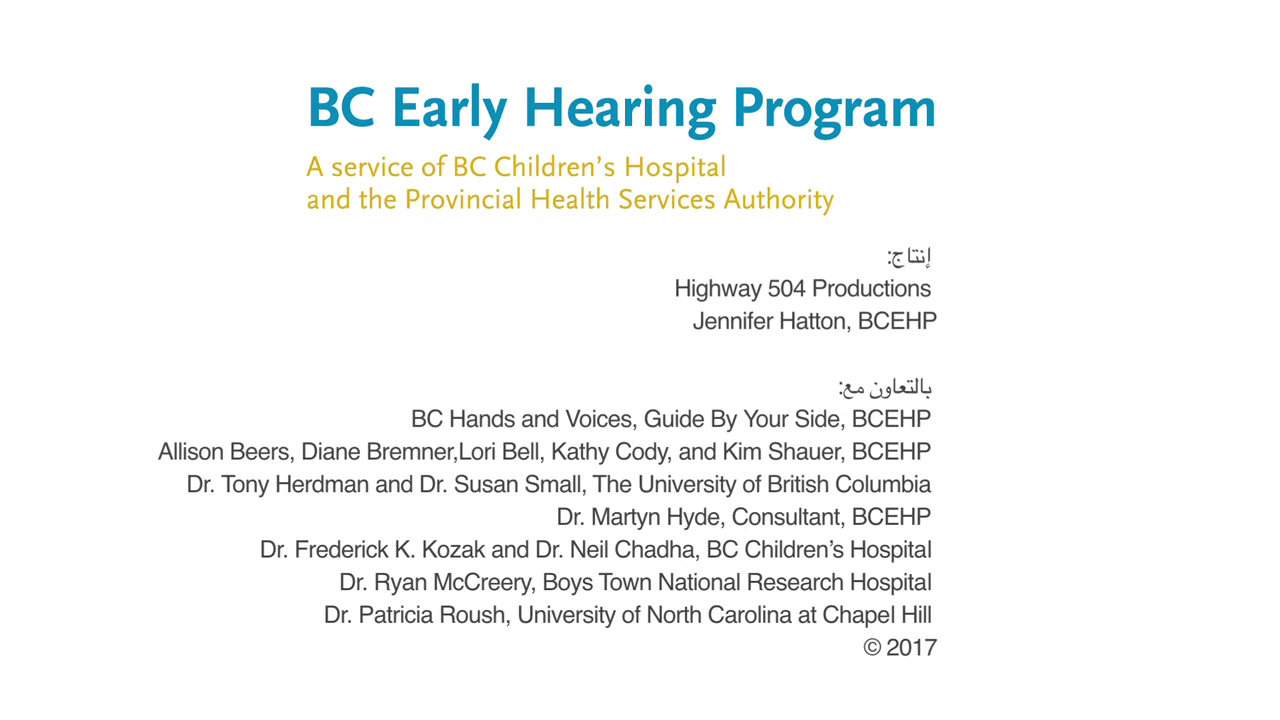 BC Early Hearing Program
A service of BC Children’s Hospital
and the Provincial Health Services Authority
إنتاج:
Highway 504 Productions
Jennifer Hatton, BCEHP
بالتعاون مع:
BC Hands and Voices, Guide By Your Side, BCEHP
Allison Beers, Diane Bremner,Lori Bell, Kathy Cody, and Kim Shauer, BCEHP
Dr. Tony Herdman and Dr. Susan Small, The University of British Columbia
Dr. Martyn Hyde, Consultant, BCEHP
Dr. Frederick K. Kozak and Dr. Neil Chadha, BC Children’s Hospital
Dr. Ryan McCreery, Boys Town National Research Hospital
Dr. Patricia Roush, University of North Carolina at Chapel Hill
© 2017